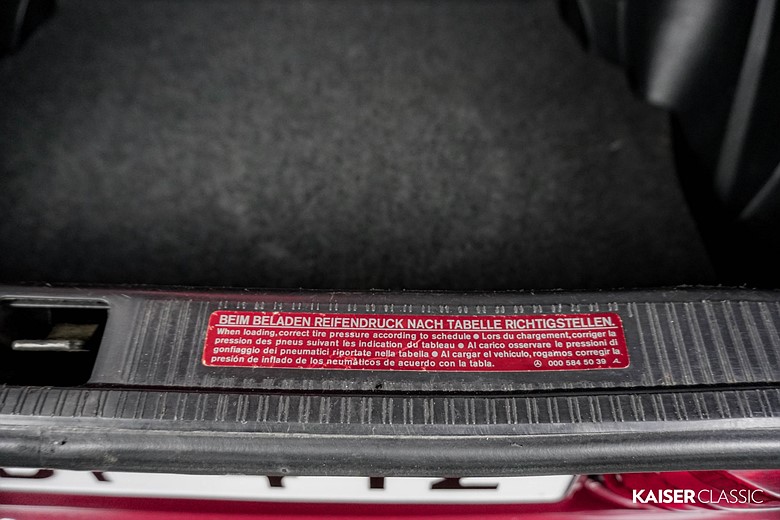 BEIM BELADEN REIFENDRUCK NACH TABELLE RICHTIGSTELLEN.
When loading, correct tire pressure according to schedule ● Lors du chargement, corriger la
pression des pneus suivant les indication du tableau ● Al carico osservare le pressioni di
gonfiaggio dei pneumatici riportate nella tabella ● Al cargar el vehiculo, rogamos corregir la
presión de inflado de los neumáticos de acuerdo con la tabla. 000 584 50 39
KAISER CLASSIC